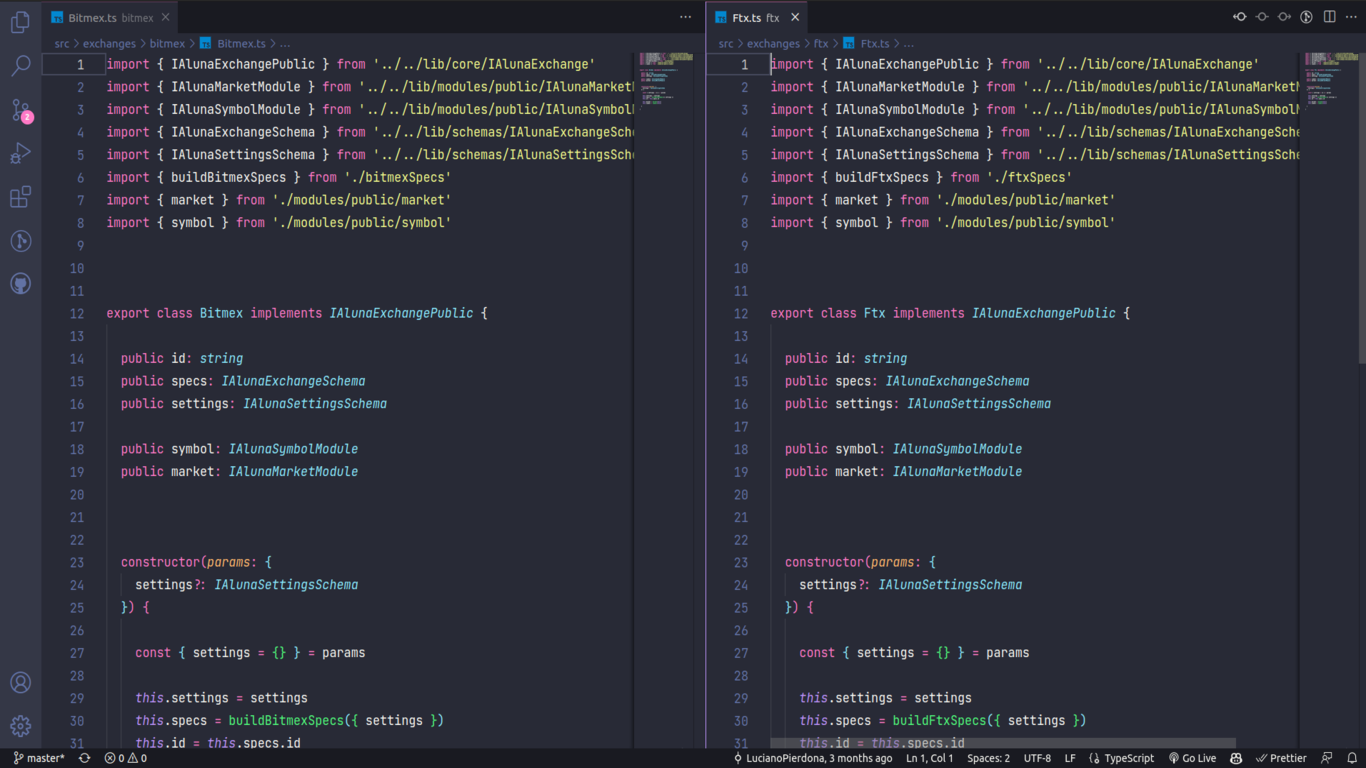 Bitmex.ts bitmex
src > exchanges > bitmex > TS Bitmex.ts > ...
1 import { IAlunaExchangePublic } from '../../lib/core/IAlunaExchange'
2 import { IAlunaMarketModule } from '../../lib/modules/public/IAlunaMarketM
3 import { IAlunaSymbolModule } from '../../lib/modules/public/IAlunaSymbolM
4 import { IAlunaExchangeSchema } from '../../lib/schemas/IAlunaExchangeSche
5 import { IAlunaSettingsSchema } from '../../lib/schemas/IAlunaSettingsSche
6 import { buildBitmexSpecs } from './bitmexSpecs'
7 import { market } from './modules/public/market'
8 import { symbol } from './modules/public/symbol'
9
10
11
12 export class Bitmex implements IAlunaExchangePublic {
13
14 public id: string
15 public specs: IAlunaExchangeSchema
16 public settings: IAlunaSettingsSchema
17
18 public symbol: IAlunaSymbolModule
19 public market: IAlunaMarketModule
20
21
22
23 constructor(params: {
24 settings?: IAlunaSettingsSchema
25 }) {
26
27 const { settings = {} } = params
28
29 this.settings = settings
30 this.specs = buildBitmexSpecs({ settings })
31 this.id = this.specs.id
Ftx.ts ftx
src > exchanges > ftx > TS Ftx.ts > ...
1 import { IAlunaExchangePublic } from '../../lib/core/IAlunaExchange'
2 import { IAlunaMarketModule } from '../../lib/modules/public/IAlunaMarketM
3 import { IAlunaSymbolModule } from '../../lib/modules/public/IAlunaSymbolM
4 import { IAlunaExchangeSchema } from '../../lib/schemas/IAlunaExchangeSche
5 import { IAlunaSettingsSchema } from '../../lib/schemas/IAlunaSettingsSche
6 import { buildFtxSpecs } from './ftxSpecs'
7 import { market } from './modules/public/market'
8 import { symbol } from './modules/public/symbol'
9
10
11
12 export class Ftx implements IAlunaExchangePublic {
13
14 public id: string
15 public specs: IAlunaExchangeSchema
16 public settings: IAlunaSettingsSchema
17
18 public symbol: IAlunaSymbolModule
19 public market: IAlunaMarketModule
20
21
22
23 constructor(params: {
24 settings?: IAlunaSettingsSchema
25 }) {
26
27 const { settings = {} } = params
28
29 this.settings = settings
30 this.specs = buildFtxSpecs({ settings })
31 this.id = this.specs.id
2
master* 0 0 LucianoPierdona, 3 months ago Ln 1, Col 1 Spaces: 2 UTF-8 LF {} TypeScript Go Live Prettier